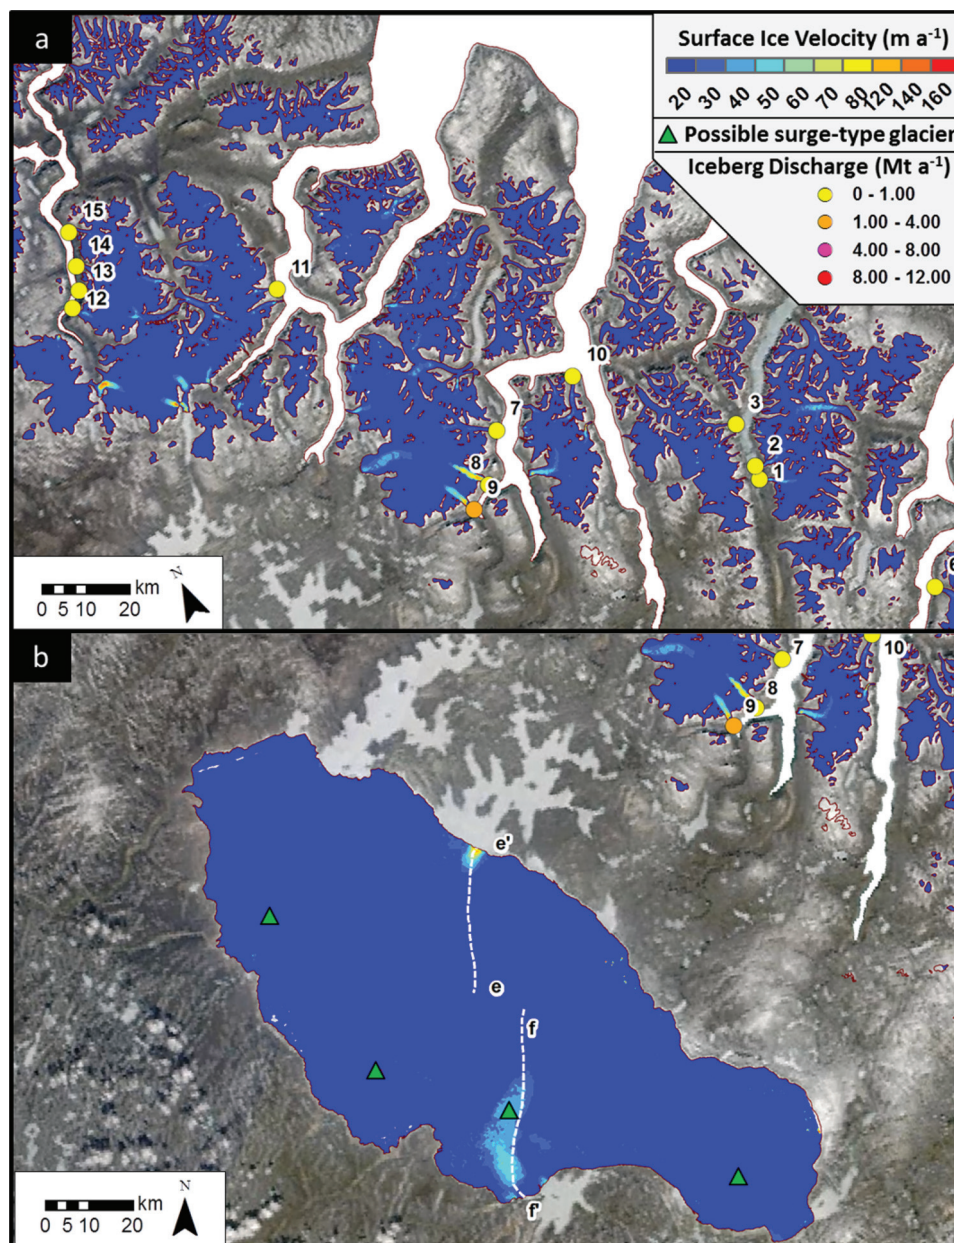 a
Surface Ice Velocity (m a⁻¹)
20 30 40 50 60 70 80 120 140 160
Possible surge-type glacier
Iceberg Discharge (Mt a⁻¹)
0 - 1.00
1.00 - 4.00
4.00 - 8.00
8.00 - 12.00
15
14
13
12
11
10
3
7
2
8
1
9
6
N
km
0 10 20
b
7
10
8
9
e'
e
f
f'
N
km
0 10 20